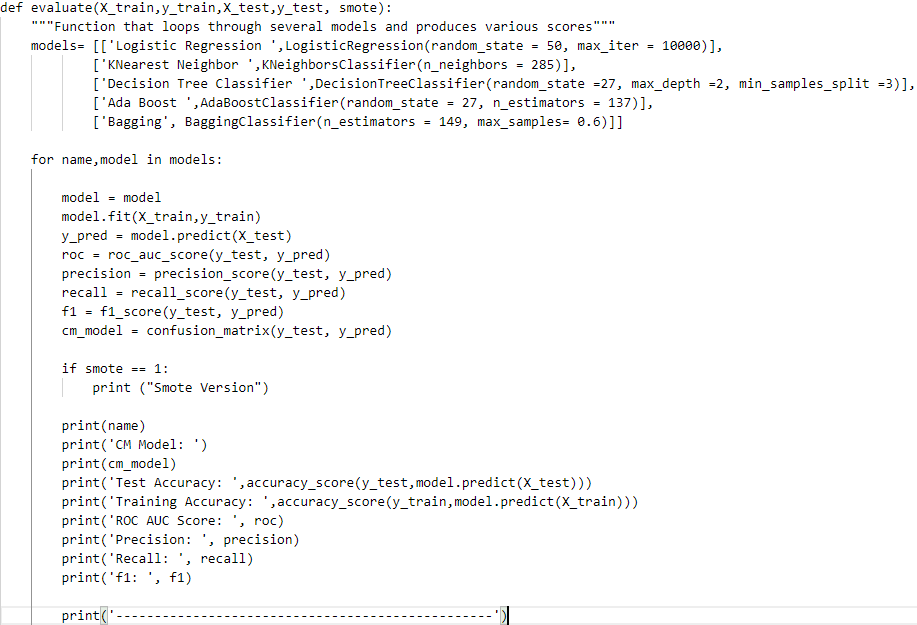 def evaluate(X_train,y_train,X_test,y_test, smote):
    """Function that loops through several models and produces various scores"""
    models= [['Logistic Regression ',LogisticRegression(random_state = 50, max_iter = 10000)],
            ['KNearest Neighbor ',KNeighborsClassifier(n_neighbors = 285)],
            ['Decision Tree Classifier ',DecisionTreeClassifier(random_state =27, max_depth =2, min_samples_split =3)],
            ['Ada Boost ',AdaBoostClassifier(random_state = 27, n_estimators = 137)],
            ['Bagging', BaggingClassifier(n_estimators = 149, max_samples= 0.6)]]

    for name,model in models:

        model = model
        model.fit(X_train,y_train)
        y_pred = model.predict(X_test)
        roc = roc_auc_score(y_test, y_pred)
        precision = precision_score(y_test, y_pred)
        recall = recall_score(y_test, y_pred)
        f1 = f1_score(y_test, y_pred)
        cm_model = confusion_matrix(y_test, y_pred)

        if smote == 1:
            print ("Smote Version")

        print(name)
        print('CM Model: ')
        print(cm_model)
        print('Test Accuracy: ',accuracy_score(y_test,model.predict(X_test)))
        print('Training Accuracy: ',accuracy_score(y_train,model.predict(X_train)))
        print('ROC AUC Score: ', roc)
        print('Precision: ', precision)
        print('Recall: ', recall)
        print('f1: ', f1)

        print('-------------------------------------------------')